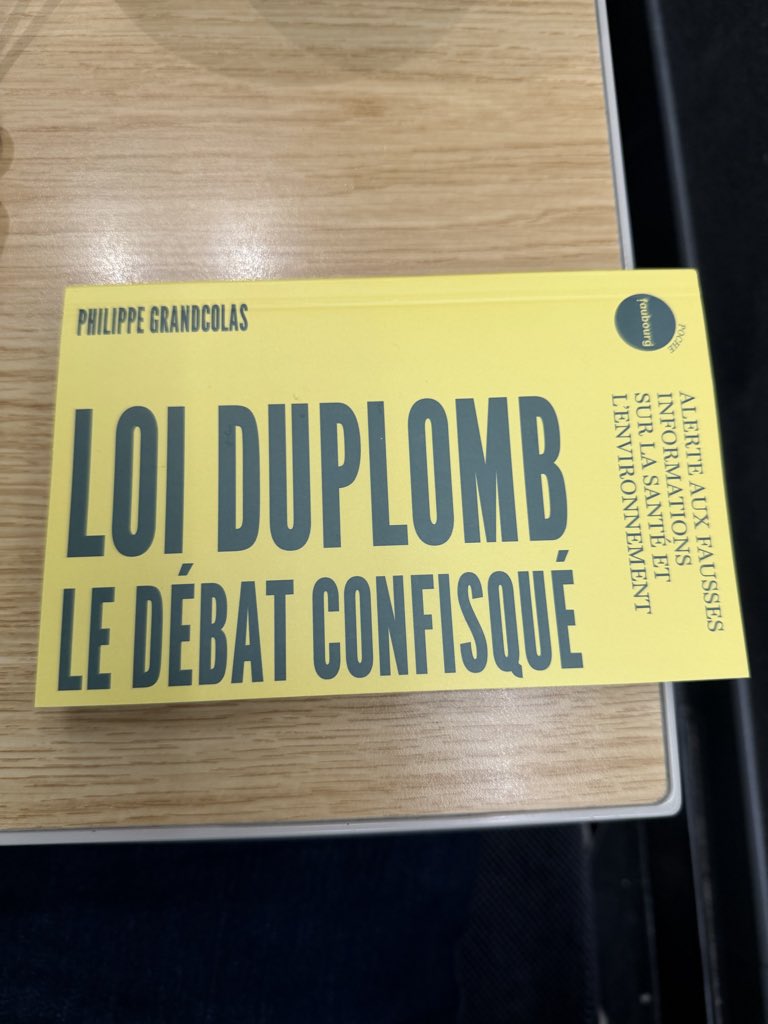 PHILIPPE GRANDCOLAS
LOI DUPLOMB
LE DÉBAT CONFISQUÉ
faubourg
POCHE
ALERTE AUX FAUSSES
INFORMATIONS
SUR LA SANTÉ ET
L'ENVIRONNEMENT